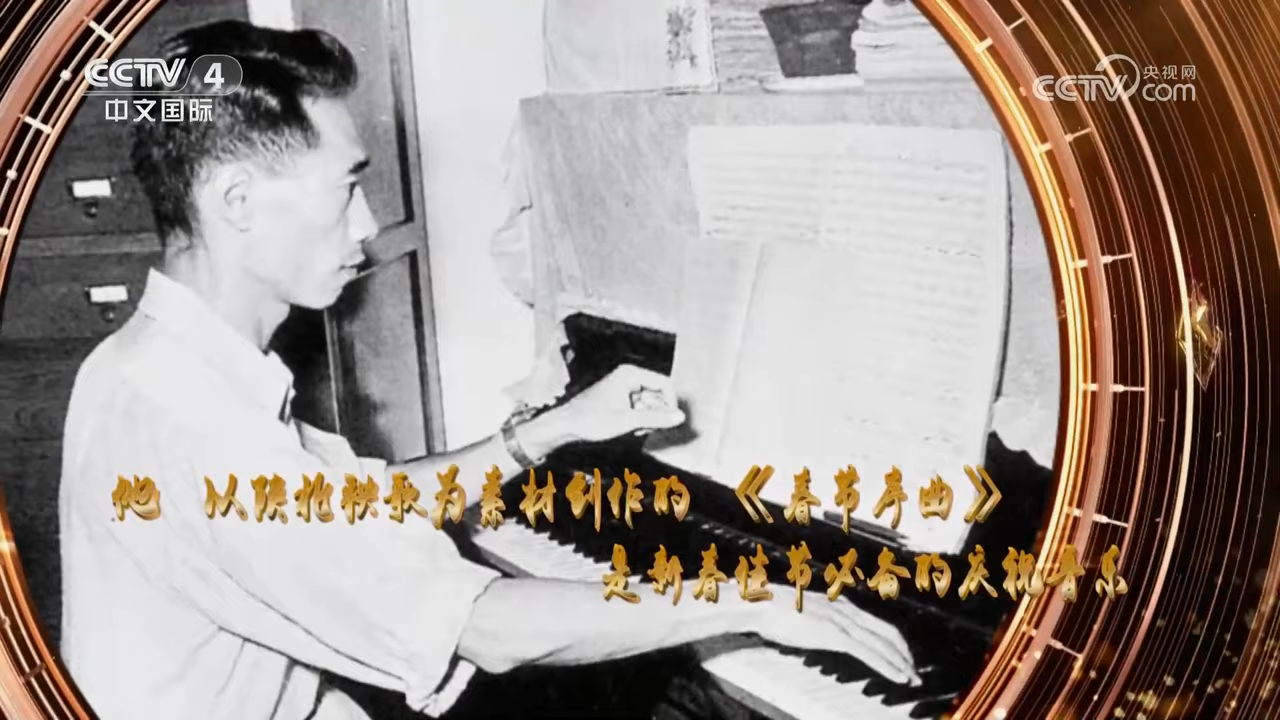 CCTV 4
中文国际
CCTV 央视网
com
他 以陕北秧歌为素材创作的 《春节序曲》
是新春佳节必备的庆祝音乐